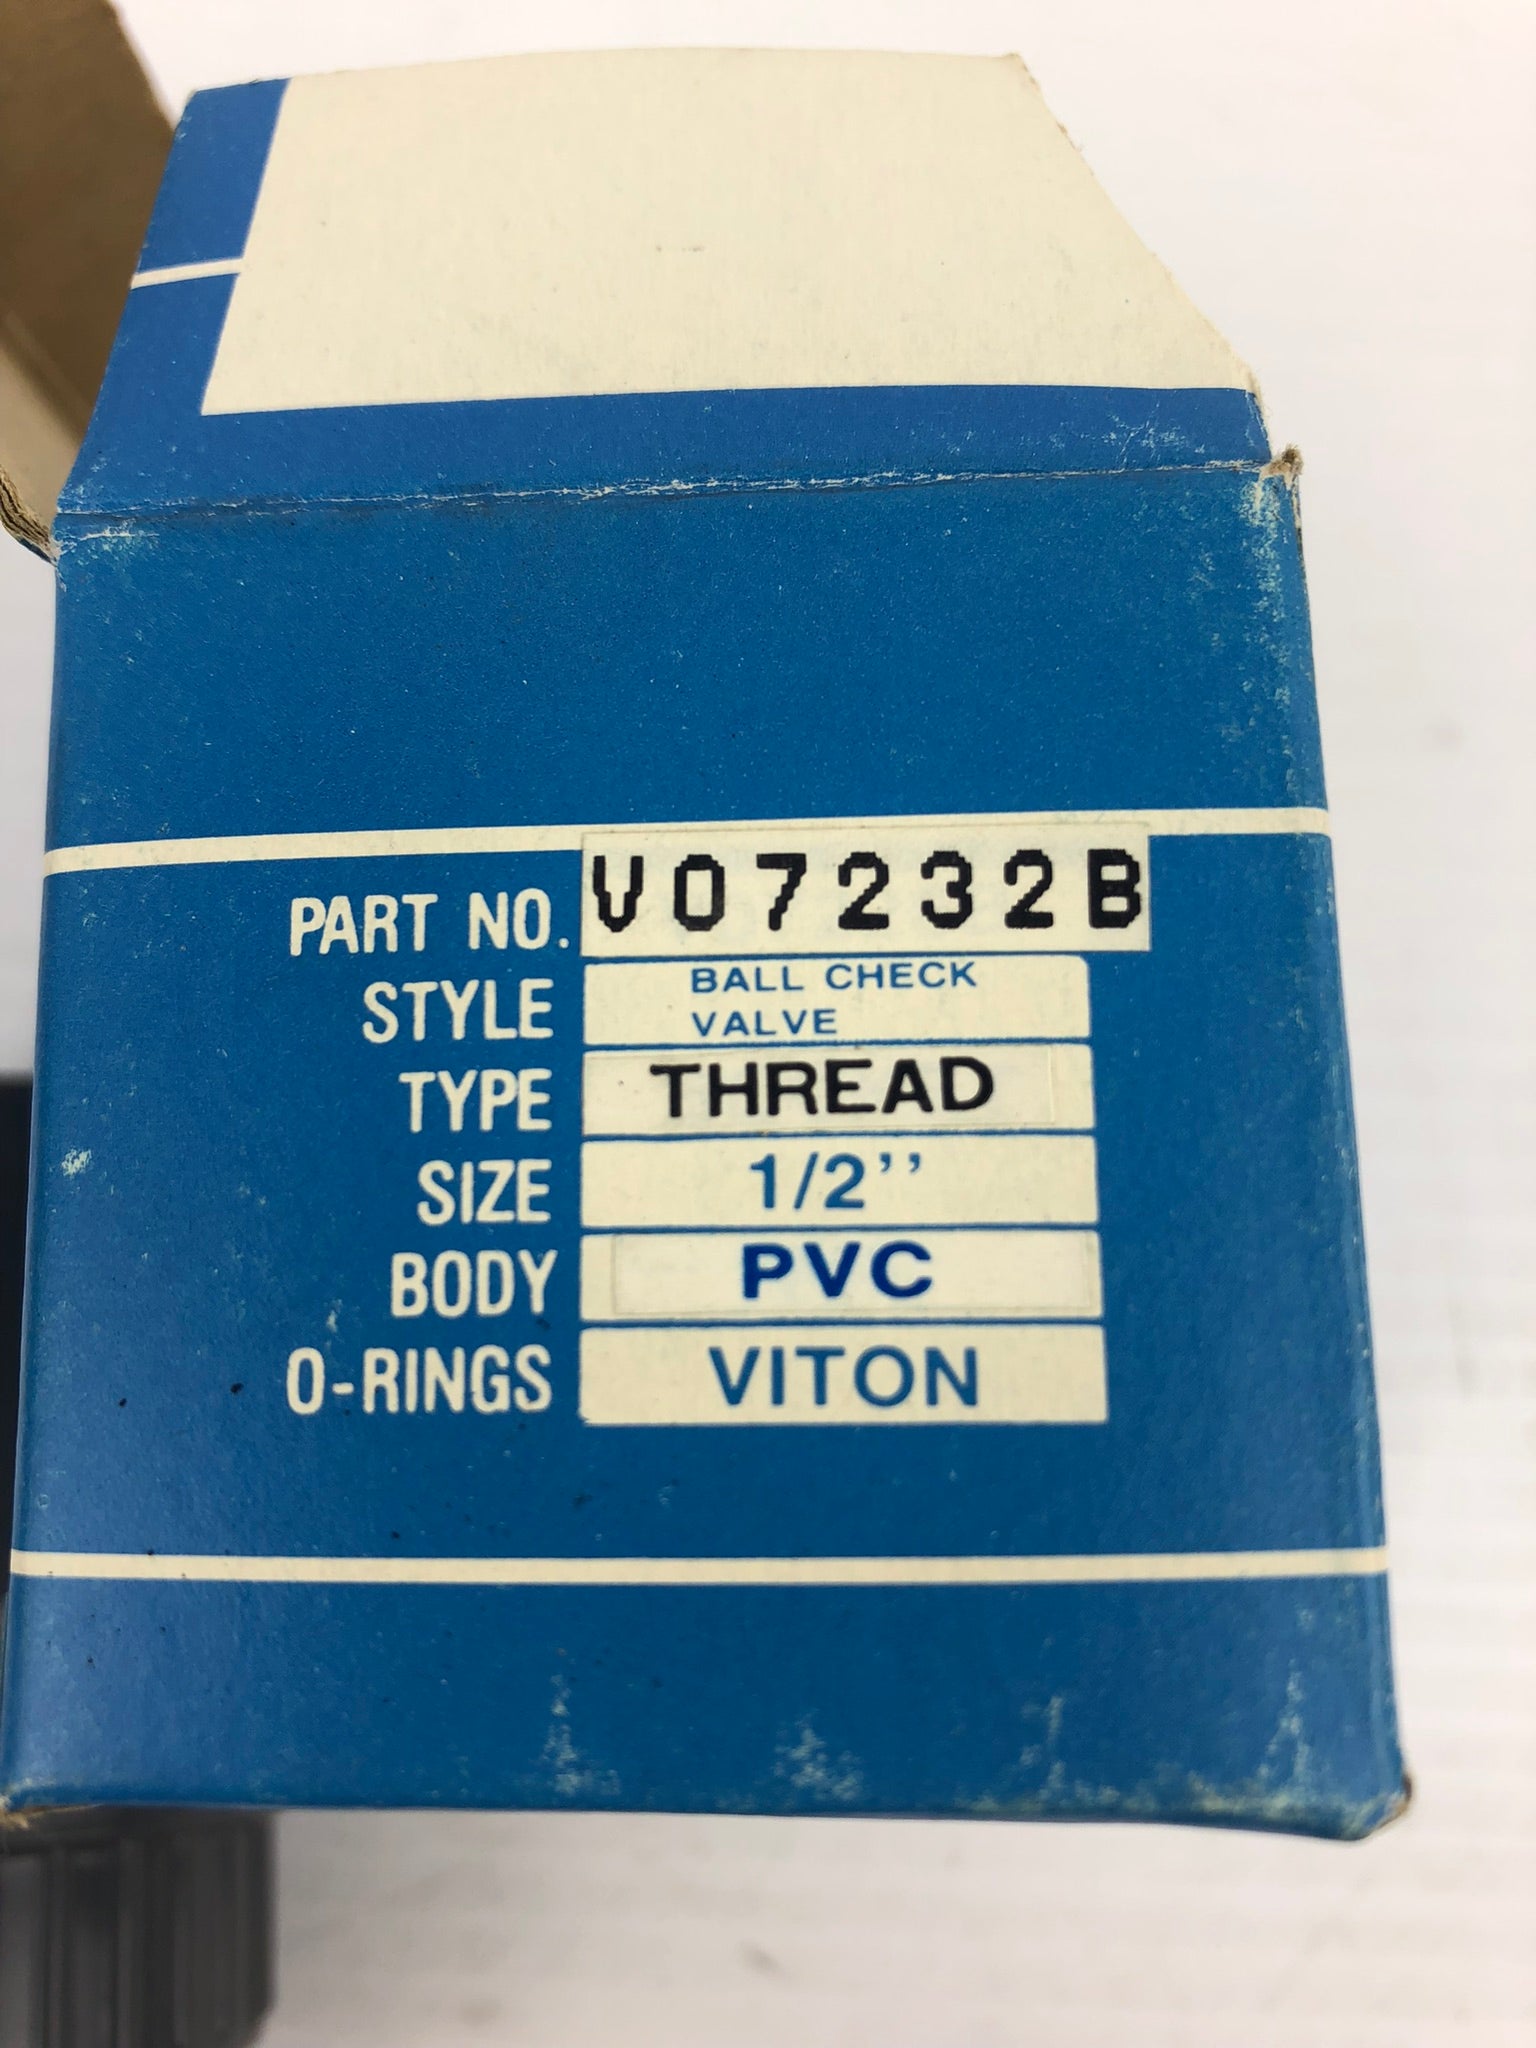 PART NO. V07232B
STYLE BALL CHECK
VALVE
TYPE THREAD
SIZE 1/2’’
BODY PVC
O-RINGS VITON